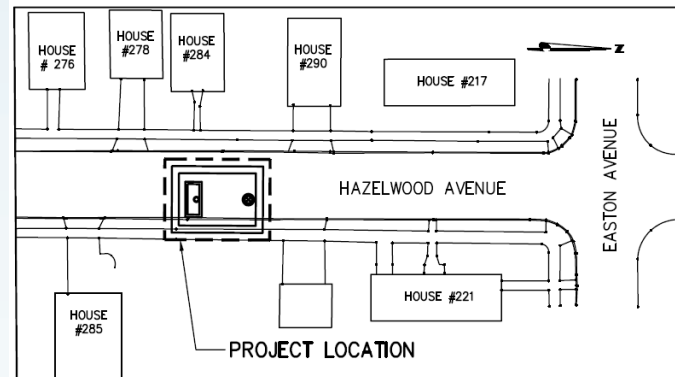 HOUSE
# 276
HOUSE
#278
HOUSE
#284
HOUSE
#290
HOUSE #217
Z
HAZELWOOD AVENUE
EASTON AVENUE
HOUSE
#285
HOUSE #221
PROJECT LOCATION